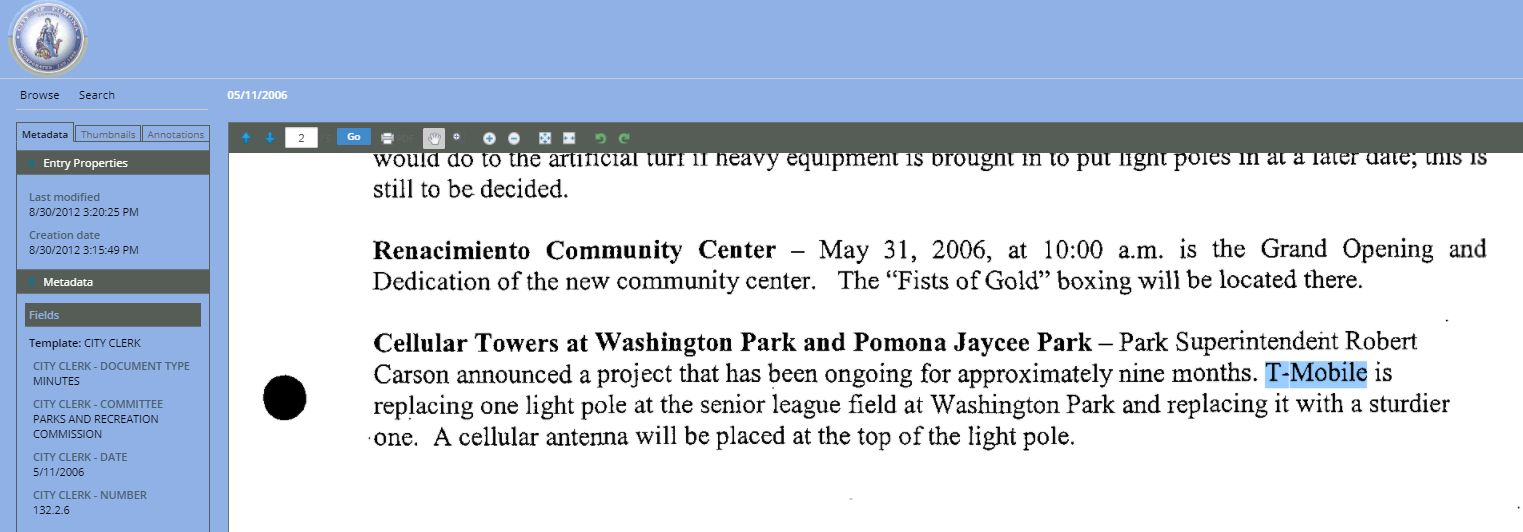 CITY OF POMONA
Browse Search
05/11/2006
Metadata Thumbnails Annotations
2 Go
Entry Properties
Last modified
8/30/2012 3:20:25 PM
Creation date
8/30/2012 3:15:49 PM
Metadata
Fields
Template: CITY CLERK
CITY CLERK - DOCUMENT TYPE
MINUTES
CITY CLERK - COMMITTEE
PARKS AND RECREATION
COMMISSION
CITY CLERK - DATE
5/11/2006
CITY CLERK - NUMBER
132.2.6
would do to the artificial turf if heavy equipment is brought in to put light poles in at a later date; this is
still to be decided.
Renacimiento Community Center – May 31, 2006, at 10:00 a.m. is the Grand Opening and
Dedication of the new community center. The “Fists of Gold” boxing will be located there.
Cellular Towers at Washington Park and Pomona Jaycee Park – Park Superintendent Robert
Carson announced a project that has been ongoing for approximately nine months. T-Mobile is
replacing one light pole at the senior league field at Washington Park and replacing it with a sturdier
one. A cellular antenna will be placed at the top of the light pole.